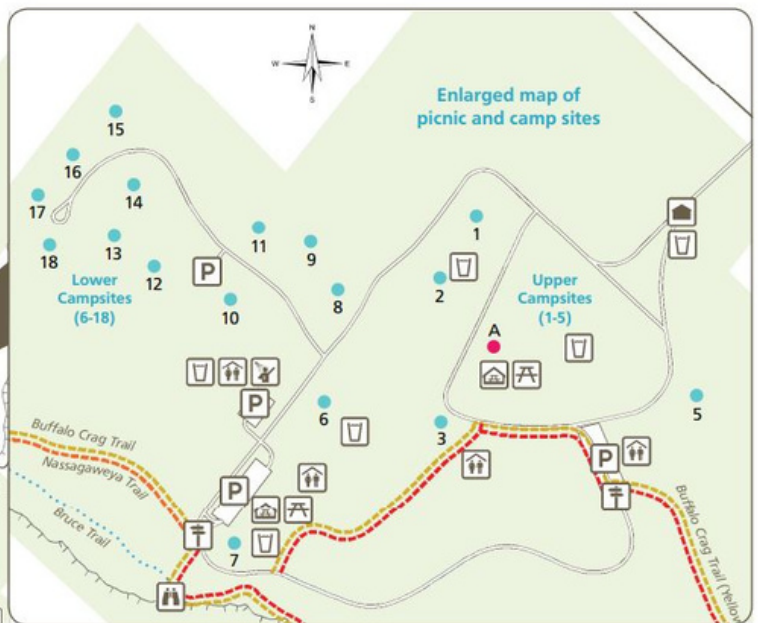 N
W E
S
Enlarged map of
picnic and camp sites
15
16
14
17
1
11
9
18
13
12
P
Lower
Campsites
(6-18)
10
8
2
Upper
Campsites
(1-5)
A
P
6
3
5
Buffalo Crag Trail
Nassagaweya Trail
Bruce Trail
P
P
7
Buffalo Crag Trail (Yellow